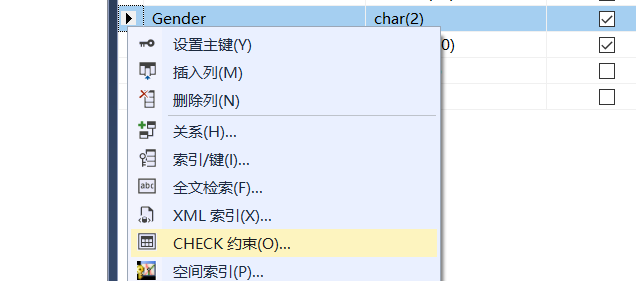 Gender char(2)
设置主键(Y) 0)
插入列(M)
删除列(N)
关系(H)...
索引/键(I)...
abc 全文检索(F)...
XML 索引(X)...
CHECK 约束(O)...
空间索引(P)...